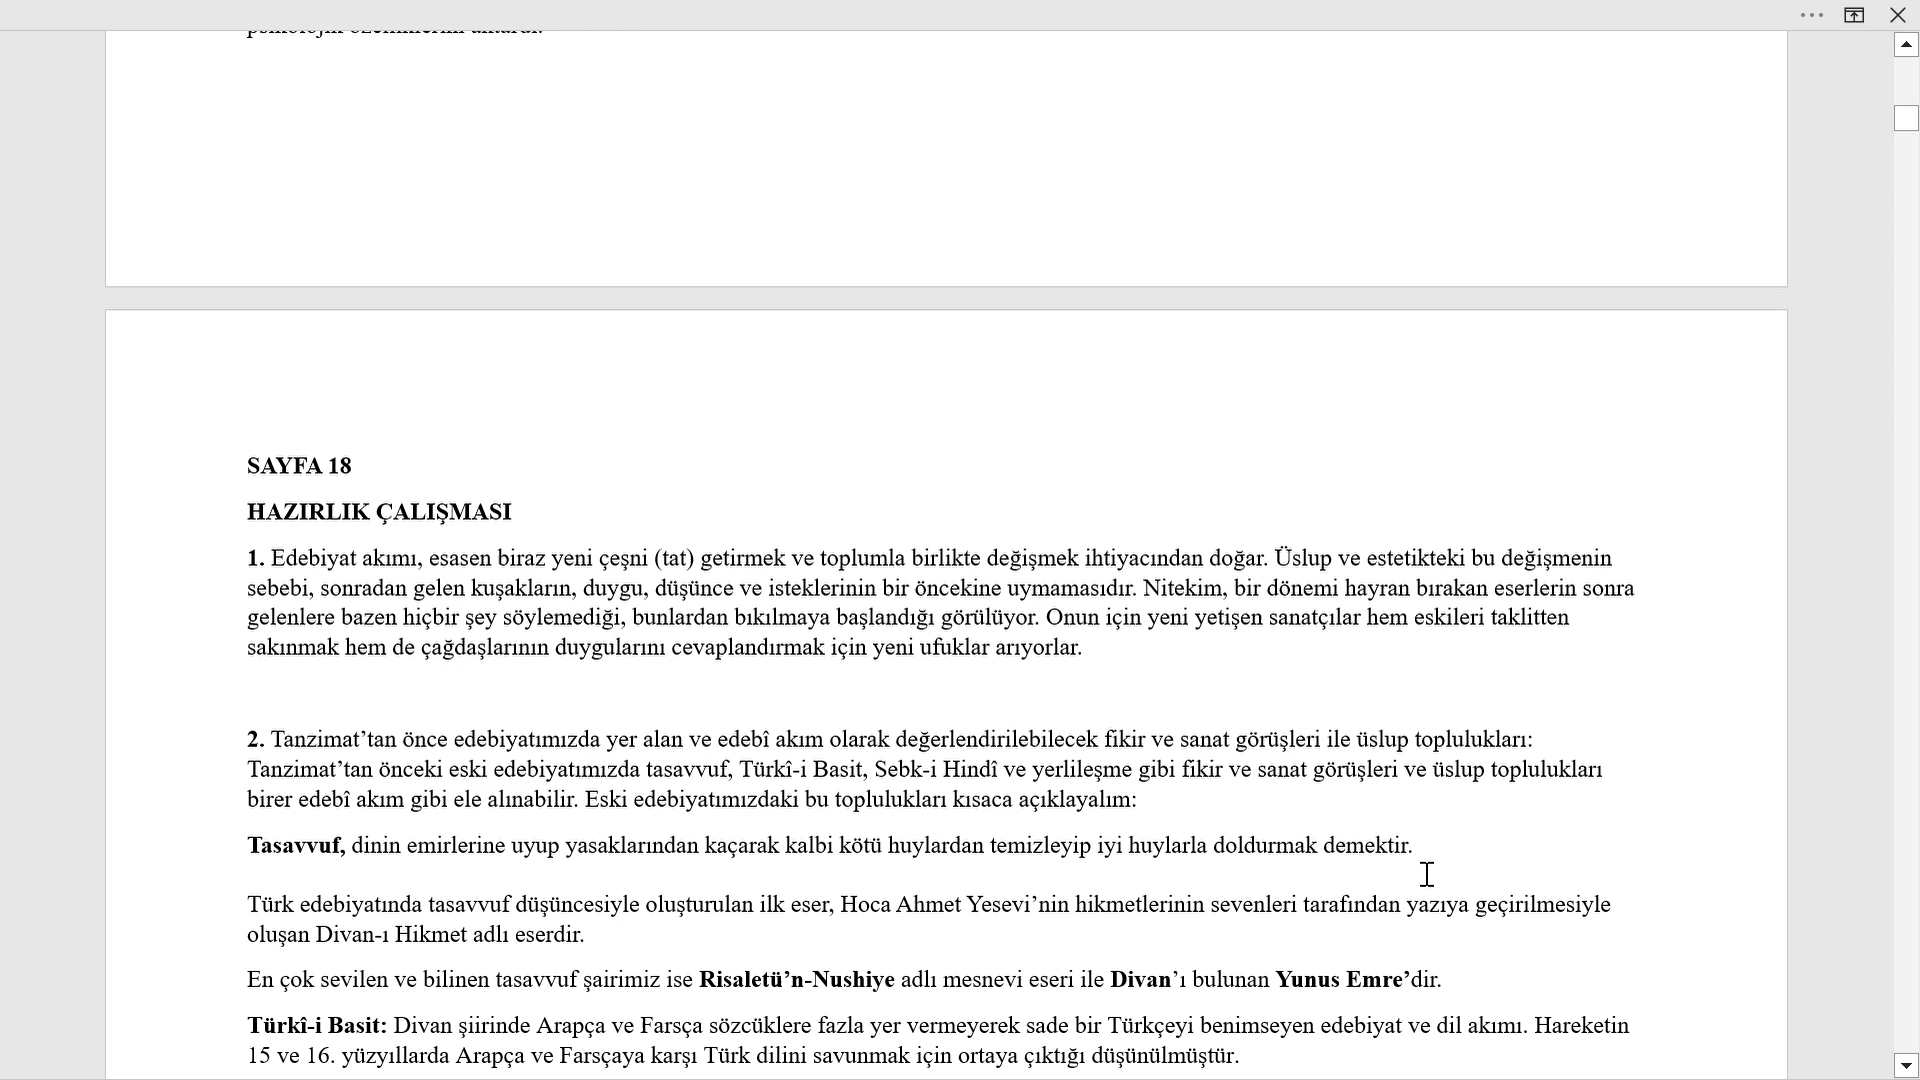 psikolojik özelliklerini aktardı.
SAYFA 18
HAZIRLIK ÇALIŞMASI
1. Edebiyat akımı, esasen biraz yeni çeşni (tat) getirmek ve toplumla birlikte değişmek ihtiyacından doğar. Üslup ve estetikteki bu değişmenin
sebebi, sonradan gelen kuşakların, duygu, düşünce ve isteklerinin bir öncekine uymamasıdır. Nitekim, bir dönemi hayran bırakan eserlerin sonra
gelenlere bazen hiçbir şey söylemediği, bunlardan bıkılmaya başlandığı görülüyor. Onun için yeni yetişen sanatçılar hem eskileri taklitten
sakınmak hem de çağdaşlarının duygularını cevaplandırmak için yeni ufuklar arıyorlar.
2. Tanzimat’tan önce edebiyatımızda yer alan ve edebî akım olarak değerlendirilebilecek fikir ve sanat görüşleri ile üslup toplulukları:
Tanzimat’tan önceki eski edebiyatımızda tasavvuf, Türkî-i Basit, Sebk-i Hindî ve yerlileşme gibi fikir ve sanat görüşleri ve üslup toplulukları
birer edebî akım gibi ele alınabilir. Eski edebiyatımızdaki bu toplulukları kısaca açıklayalım:
Tasavvuf, dinin emirlerine uyup yasaklarından kaçarak kalbi kötü huylardan temizleyip iyi huylarla doldurmak demektir.
Türk edebiyatında tasavvuf düşüncesiyle oluşturulan ilk eser, Hoca Ahmet Yesevi’nin hikmetlerinin sevenleri tarafından yazıya geçirilmesiyle
oluşan Divan-ı Hikmet adlı eserdir.
En çok sevilen ve bilinen tasavvuf şairimiz ise Risaletü’n-Nushiye adlı mesnevi eseri ile Divan’ı bulunan Yunus Emre’dir.
Türkî-i Basit: Divan şiirinde Arapça ve Farsça sözcüklere fazla yer vermeyerek sade bir Türkçeyi benimseyen edebiyat ve dil akımı. Hareketin
15 ve 16. yüzyıllarda Arapça ve Farsçaya karşı Türk dilini savunmak için ortaya çıktığı düşünülmüştür.